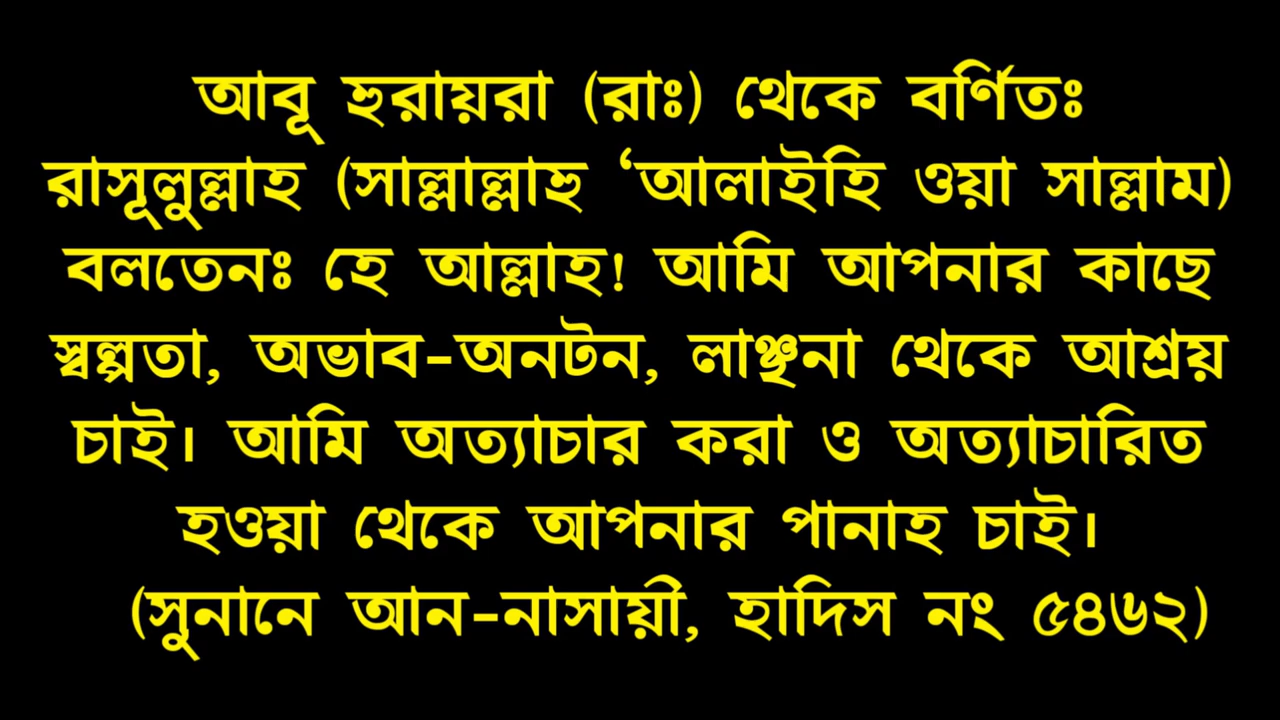 আবূ হুরায়রা (রাঃ) থেকে বর্ণিতঃ
রাসূলুল্লাহ (সাল্লাল্লাহু ‘আলাইহি ওয়া সাল্লাম)
বলতেনঃ হে আল্লাহ! আমি আপনার কাছে
স্বল্পতা, অভাব-অনটন, লাঞ্ছনা থেকে আশ্রয়
চাই। আমি অত্যাচার করা ও অত্যাচারিত
হওয়া থেকে আপনার পানাহ চাই।
(সুনানে আন-নাসায়ী, হাদিস নং ৫৪৬২)